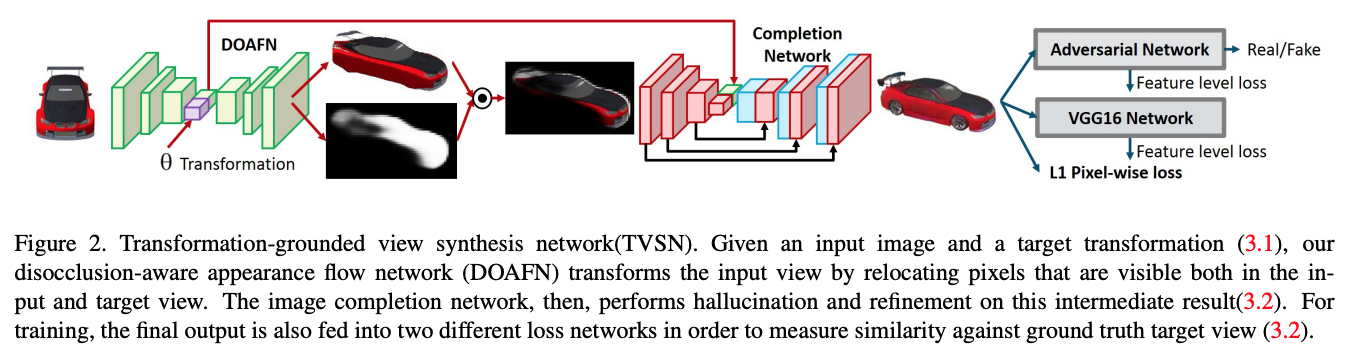 DOAFN
θ Transformation
Completion
Network
Adversarial Network
Real/Fake
Feature level loss
VGG16 Network
Feature level loss
L1 Pixel-wise loss
Figure 2. Transformation-grounded view synthesis network(TVSN). Given an input image and a target transformation (3.1), our
disocclusion-aware appearance flow network (DOAFN) transforms the input view by relocating pixels that are visible both in the in-
put and target view. The image completion network, then, performs hallucination and refinement on this intermediate result(3.2). For
training, the final output is also fed into two different loss networks in order to measure similarity against ground truth target view (3.2).